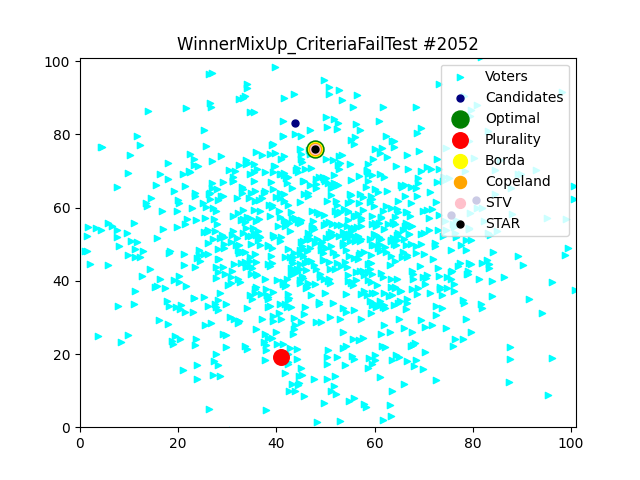 WinnerMixUp_CriteriaFailTest #2052
100
80
60
40
20
0
0
20
40
60
80
100
Voters
Candidates
Optimal
Plurality
Borda
Copeland
STV
STAR